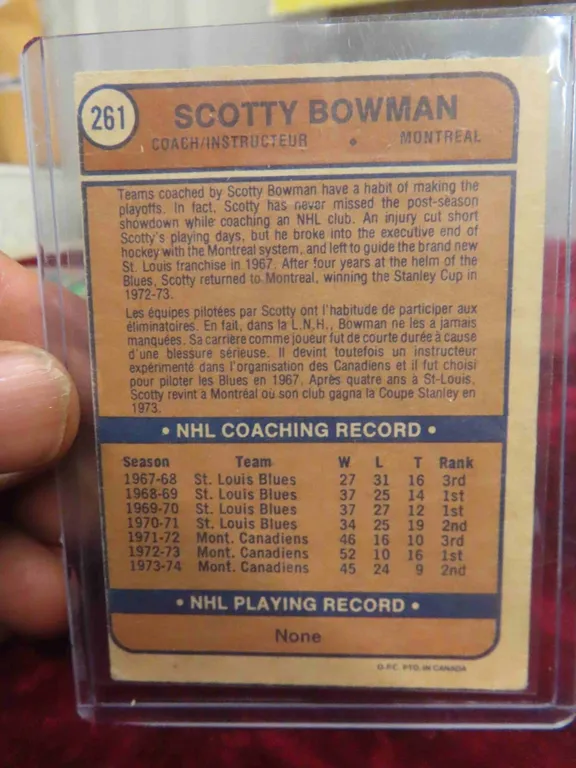 261
SCOTTY BOWMAN
COACH/INSTRUCTEUR • MONTREAL
Teams coached by Scotty Bowman have a habit of making the
playoffs. In fact, Scotty has never missed the post-season
showdown while coaching an NHL club. An injury cut short
Scotty's playing days, but he broke into the executive end of
hockey with the Montreal system, and left to guide the brand new
St. Louis franchise in 1967. After four years at the helm of the
Blues, Scotty returned to Montreal, winning the Stanley Cup in
1972-73.
Les équipes pilotées par Scotty ont l'habitude de participer aux
éliminatoires. En fait, dans la L.N.H., Bowman ne les a jamais
manquées. Sa carrière comme joueur fut de courte durée à cause
d'une blessure sérieuse. Il devint toutefois un instructeur
expérimenté dans l'organisation des Canadiens et il fut choisi
pour piloter les Blues en 1967. Après quatre ans à St-Louis,
Scotty revint à Montréal où son club gagna la Coupe Stanley en
1973.
• NHL COACHING RECORD •
Season Team W L T Rank
1967-68 St. Louis Blues 27 31 16 3rd
1968-69 St. Louis Blues 37 25 14 1st
1969-70 St. Louis Blues 37 27 12 1st
1970-71 St. Louis Blues 34 25 19 2nd
1971-72 Mont. Canadiens 46 16 10 3rd
1972-73 Mont. Canadiens 52 10 16 1st
1973-74 Mont. Canadiens 45 24 9 2nd
• NHL PLAYING RECORD •
None
O.P.C. PTD. IN CANADA